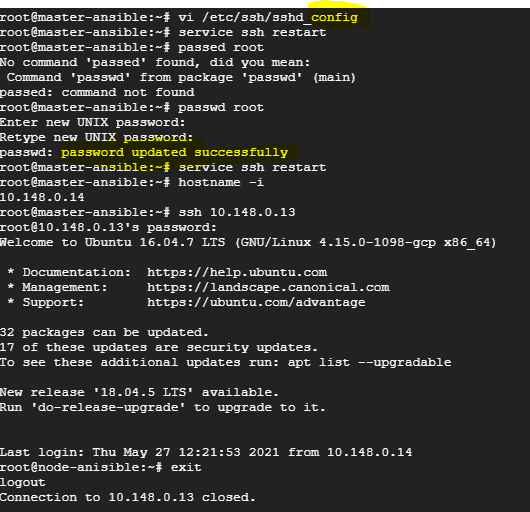 root@master-ansible:~# vi /etc/ssh/sshd_config
root@master-ansible:~# service ssh restart
root@master-ansible:~# passed root
No command 'passed' found, did you mean:
 Command 'passwd' from package 'passwd' (main)
passed: command not found
root@master-ansible:~# passwd root
Enter new UNIX password:
Retype new UNIX password:
passwd: password updated successfully
root@master-ansible:~# service ssh restart
root@master-ansible:~# hostname -i
10.148.0.14
root@master-ansible:~# ssh 10.148.0.13
root@10.148.0.13's password:
Welcome to Ubuntu 16.04.7 LTS (GNU/Linux 4.15.0-1098-gcp x86_64)
* Documentation:  https://help.ubuntu.com
* Management:     https://landscape.canonical.com
* Support:        https://ubuntu.com/advantage
32 packages can be updated.
17 of these updates are security updates.
To see these additional updates run: apt list --upgradable
New release '18.04.5 LTS' available.
Run 'do-release-upgrade' to upgrade to it.
Last login: Thu May 27 12:21:53 2021 from 10.148.0.14
root@node-anisible:~# exit
logout
Connection to 10.148.0.13 closed.